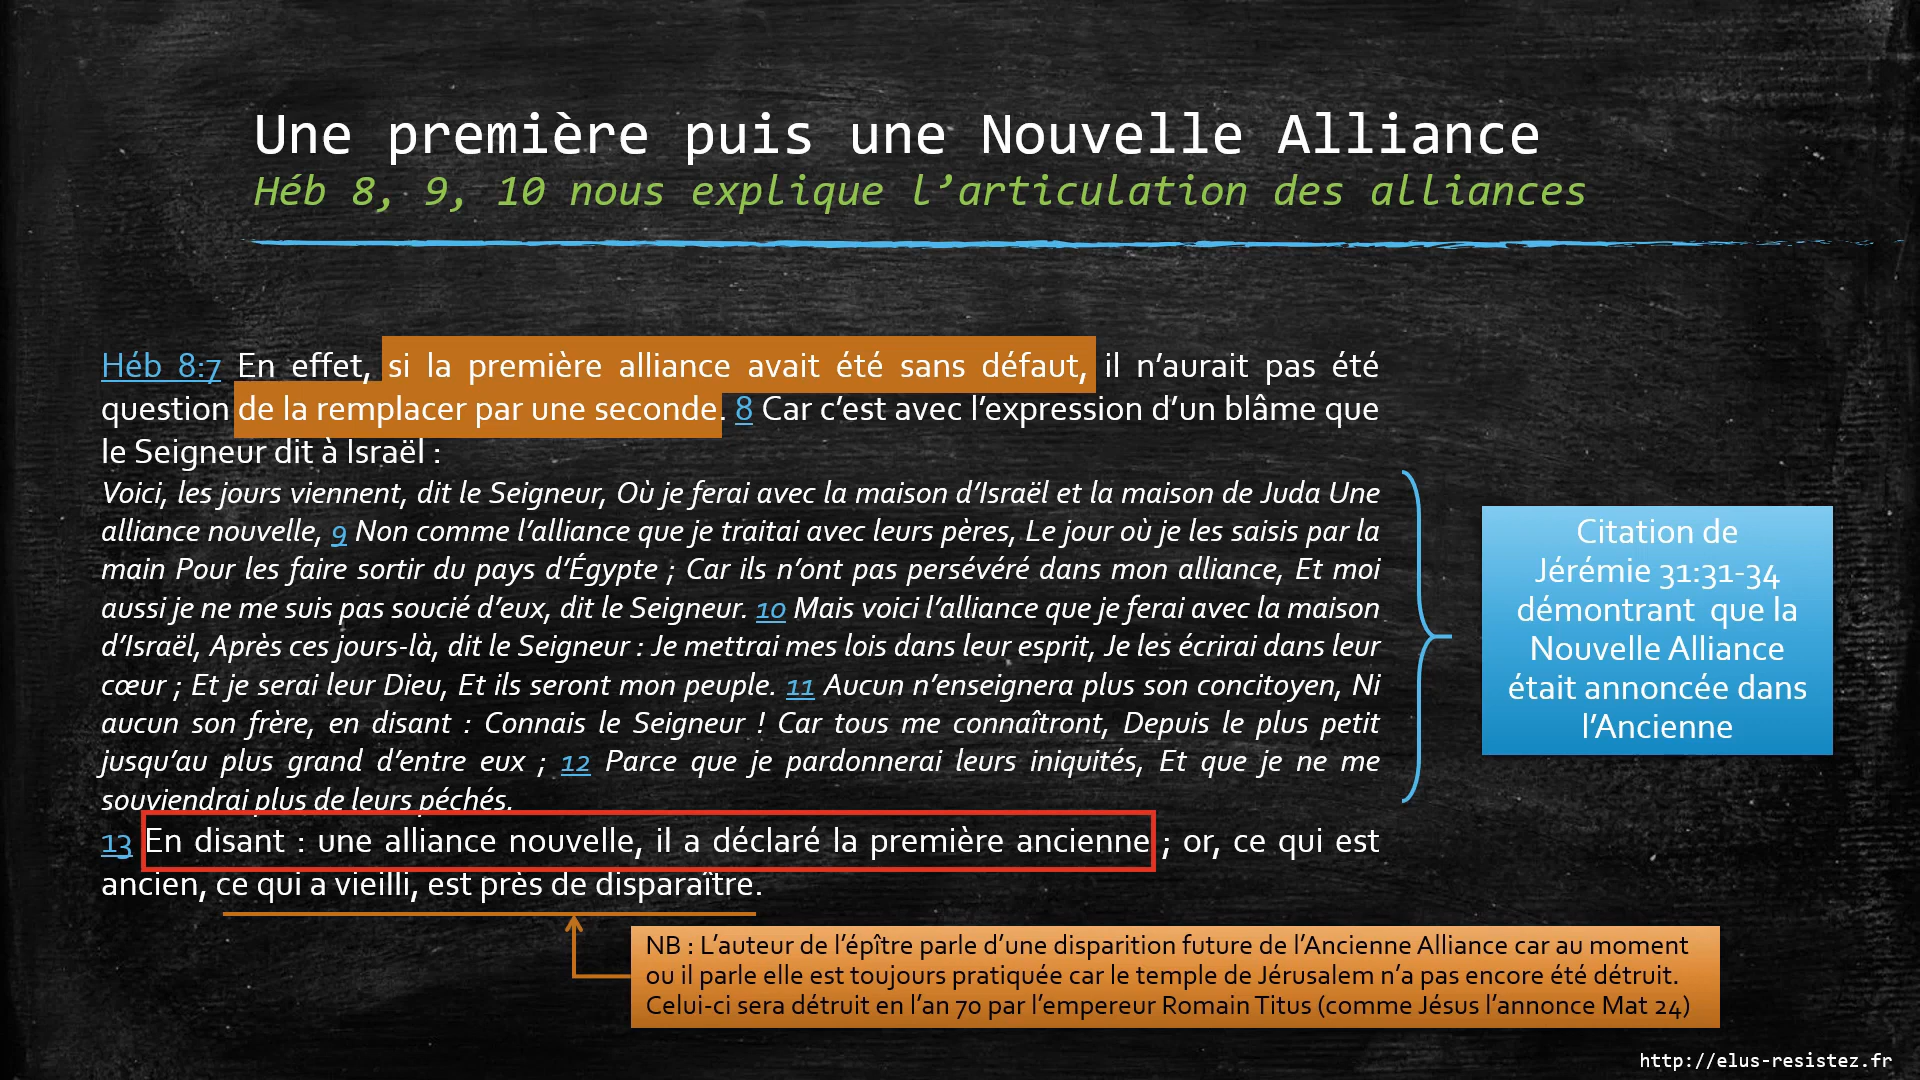 Une première puis une Nouvelle Alliance
Héb 8, 9, 10 nous explique l’articulation des alliances
Héb 8:7 En effet, si la première alliance avait été sans défaut, il n’aurait pas été
question de la remplacer par une seconde. 8 Car c’est avec l’expression d’un blâme que
le Seigneur dit à Israël :
Voici, les jours viennent, dit le Seigneur, Où je ferai avec la maison d’Israël et la maison de Juda Une
alliance nouvelle, 9 Non comme l’alliance que je traitai avec leurs pères, Le jour où je les saisis par la
main Pour les faire sortir du pays d’Égypte ; Car ils n’ont pas persévéré dans mon alliance, Et moi
aussi je ne me suis pas soucié d’eux, dit le Seigneur. 10 Mais voici l’alliance que je ferai avec la maison
d’Israël, Après ces jours-là, dit le Seigneur : Je mettrai mes lois dans leur esprit, Je les écrirai dans leur
cœur ; Et je serai leur Dieu, Et ils seront mon peuple. 11 Aucun n’enseignera plus son concitoyen, Ni
aucun son frère, en disant : Connais le Seigneur ! Car tous me connaîtront, Depuis le plus petit
jusqu’au plus grand d’entre eux ; 12 Parce que je pardonnerai leurs iniquités, Et que je ne me
souviendrai plus de leurs péchés.
13 En disant : une alliance nouvelle, il a déclaré la première ancienne ; or, ce qui est
ancien, ce qui a vieilli, est près de disparaître.
Citation de
Jérémie 31:31-34
démontrant que la
Nouvelle Alliance
était annoncée dans
l’Ancienne
NB : L’auteur de l’épître parle d’une disparition future de l’Ancienne Alliance car au moment
ou il parle elle est toujours pratiquée car le temple de Jérusalem n’a pas encore été détruit.
Celui-ci sera détruit en l’an 70 par l’empereur Romain Titus (comme Jésus l’annonce Mat 24)
http://elus-resistez.fr